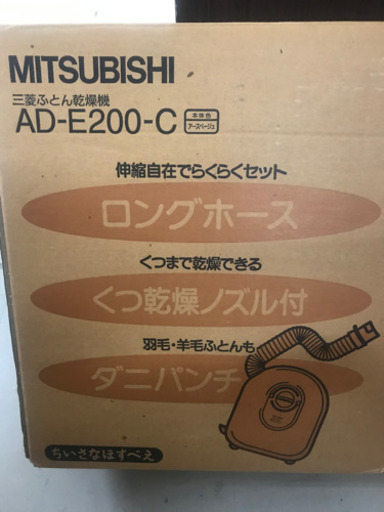 MITSUBISHI
三菱ふとん乾燥機
AD-E200-C 本体色 アースベージュ
伸縮自在でらくらくセット
ロングホース
くつまで乾燥できる
くつ乾燥ノズル付
羽毛・羊毛ふとんも
ダニパンチ
ちいさなほすべえ